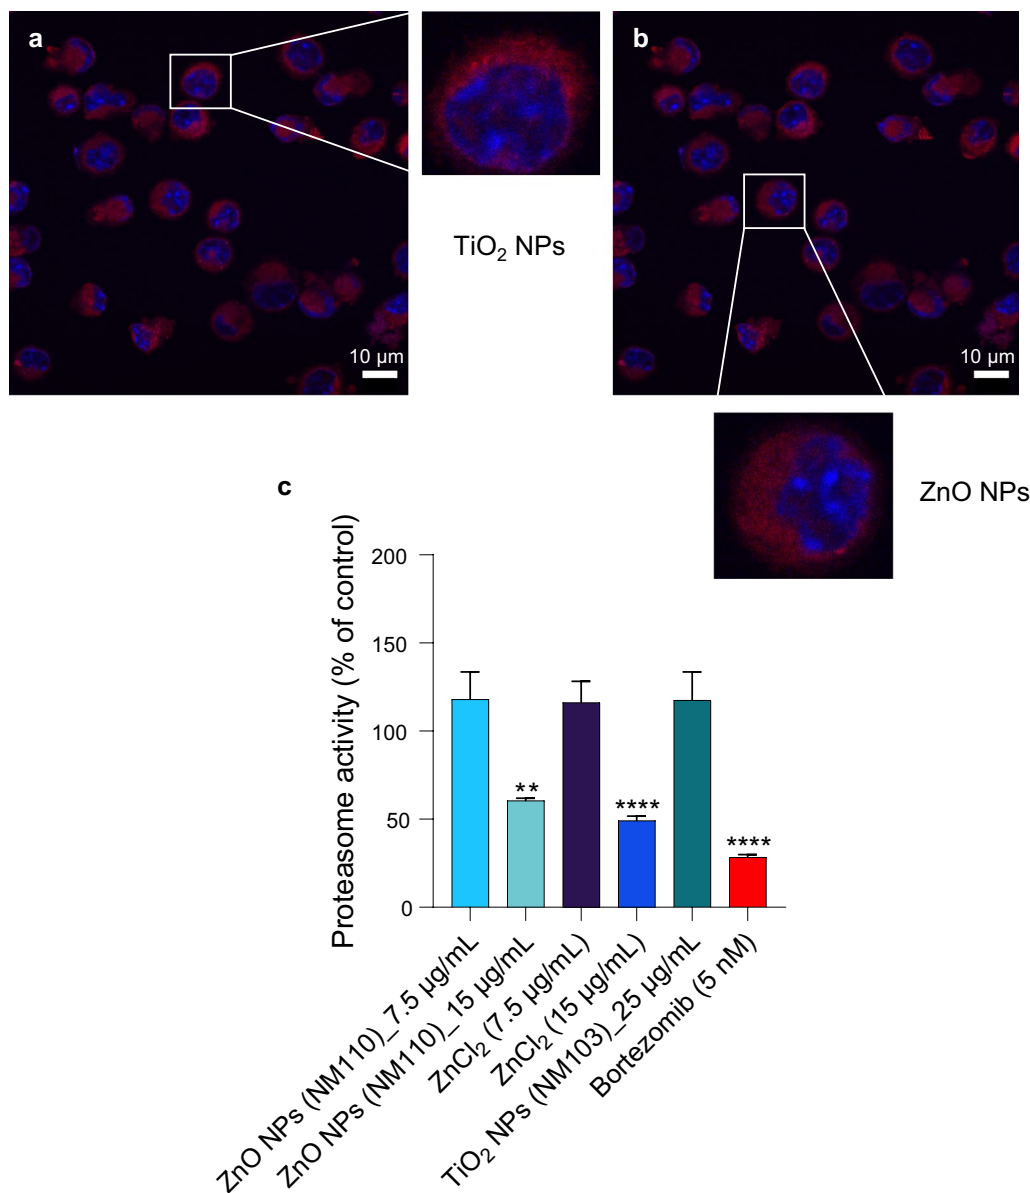 a
b
TiO₂ NPs
10 µm
10 µm
ZnO NPs
c
Proteasome activity (% of control)
200
150
100
50
0
**
****
****
ZnO NPs (NM110)_7.5 µg/mL
ZnO NPs (NM110)_15 µg/mL
ZnCl₂ (7.5 µg/mL)
ZnCl₂ (15 µg/mL)
TiO₂ NPs (NM103)_25 µg/mL
Bortezomib (5 nM)